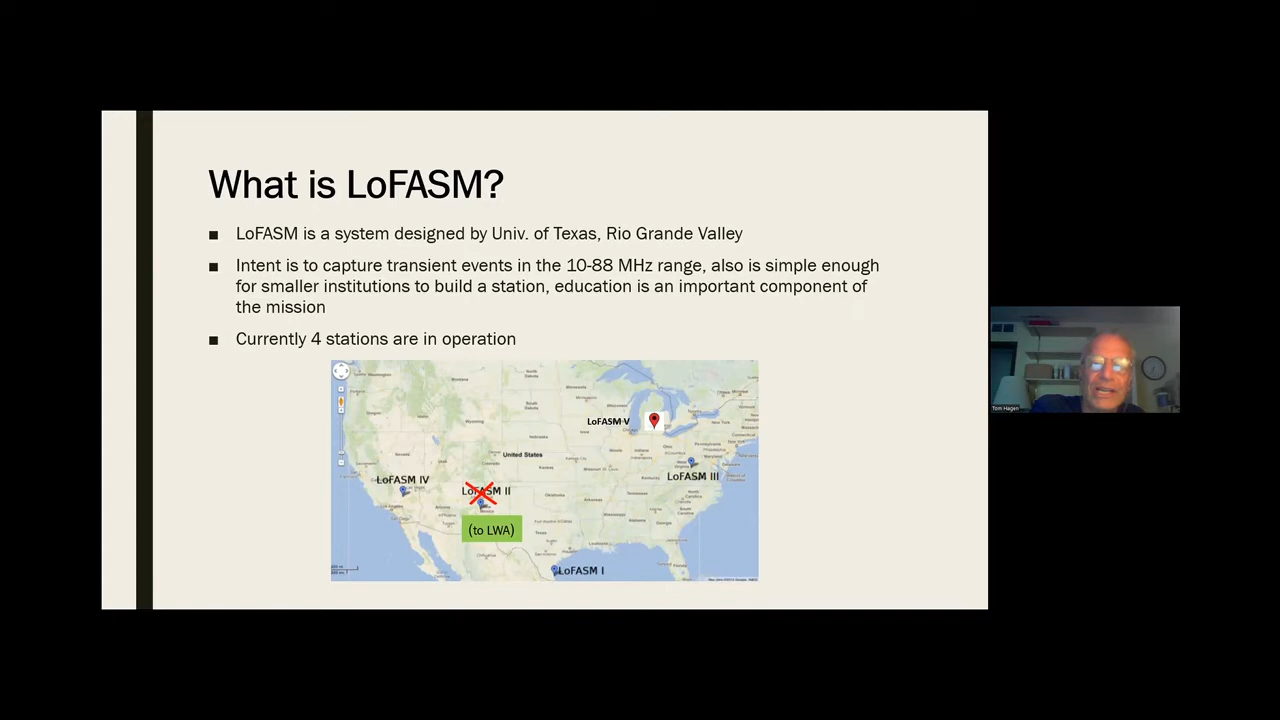 What is LoFASM?
■ LoFASM is a system designed by Univ. of Texas, Rio Grande Valley
■ Intent is to capture transient events in the 10-88 MHz range, also is simple enough
for smaller institutions to build a station, education is an important component of
the mission
■ Currently 4 stations are in operation
LoFASM V
United States
LoFASM IV
LoFASM II
LoFASM III
(to LWA)
LoFASM I
Tom Hagen